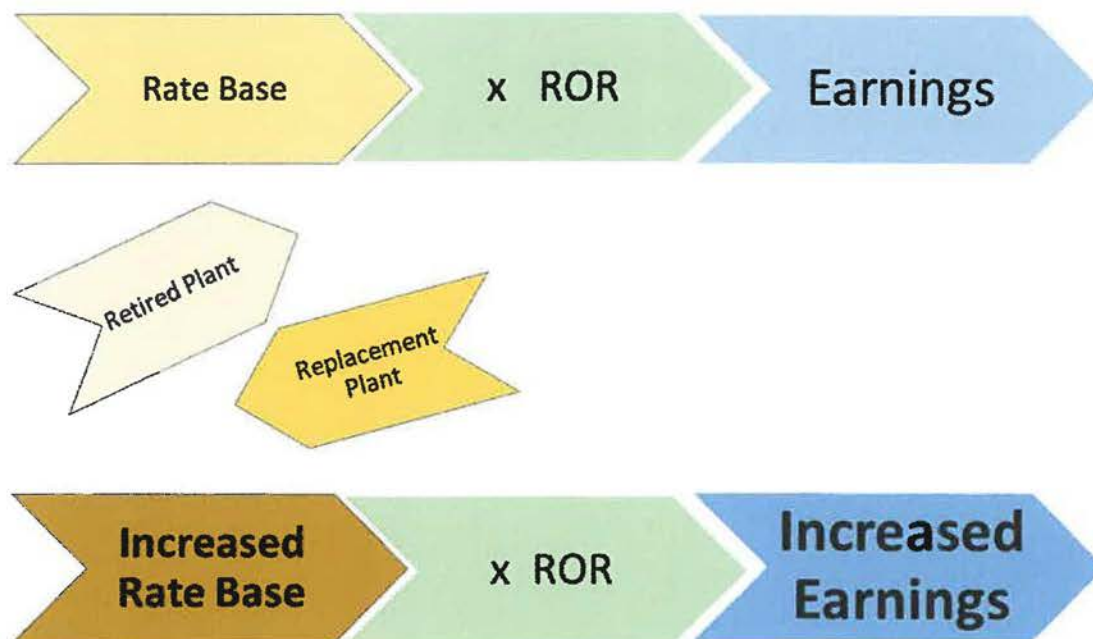 Rate Base
x ROR
Earnings
Retired Plant
Replacement
Plant
Increased
Rate Base
x ROR
Increased
Earnings